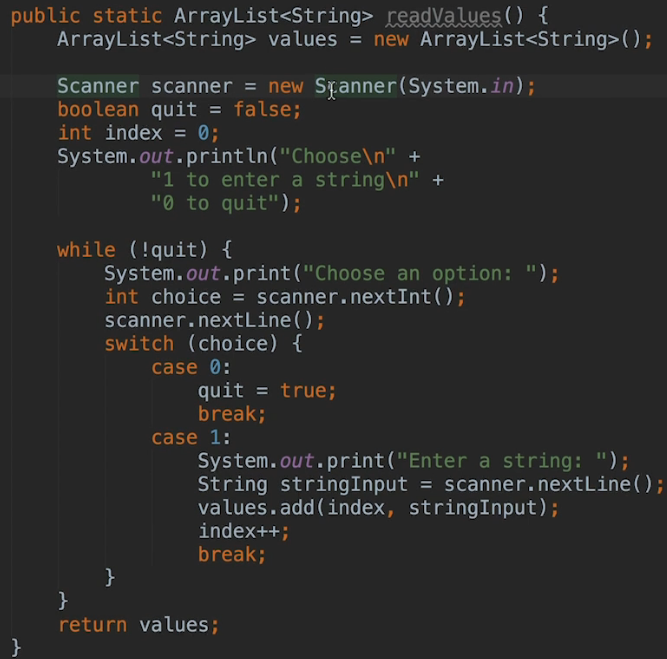 public static ArrayList<String> readValues() {
    ArrayList<String> values = new ArrayList<String>();

    Scanner scanner = new Scanner(System.in);
    boolean quit = false;
    int index = 0;
    System.out.println("Choose\n" +
            "1 to enter a string\n" +
            "0 to quit");

    while (!quit) {
        System.out.print("Choose an option: ");
        int choice = scanner.nextInt();
        scanner.nextLine();
        switch (choice) {
            case 0:
                quit = true;
                break;
            case 1:
                System.out.print("Enter a string: ");
                String stringInput = scanner.nextLine();
                values.add(index, stringInput);
                index++;
                break;
        }
    }
    return values;
}